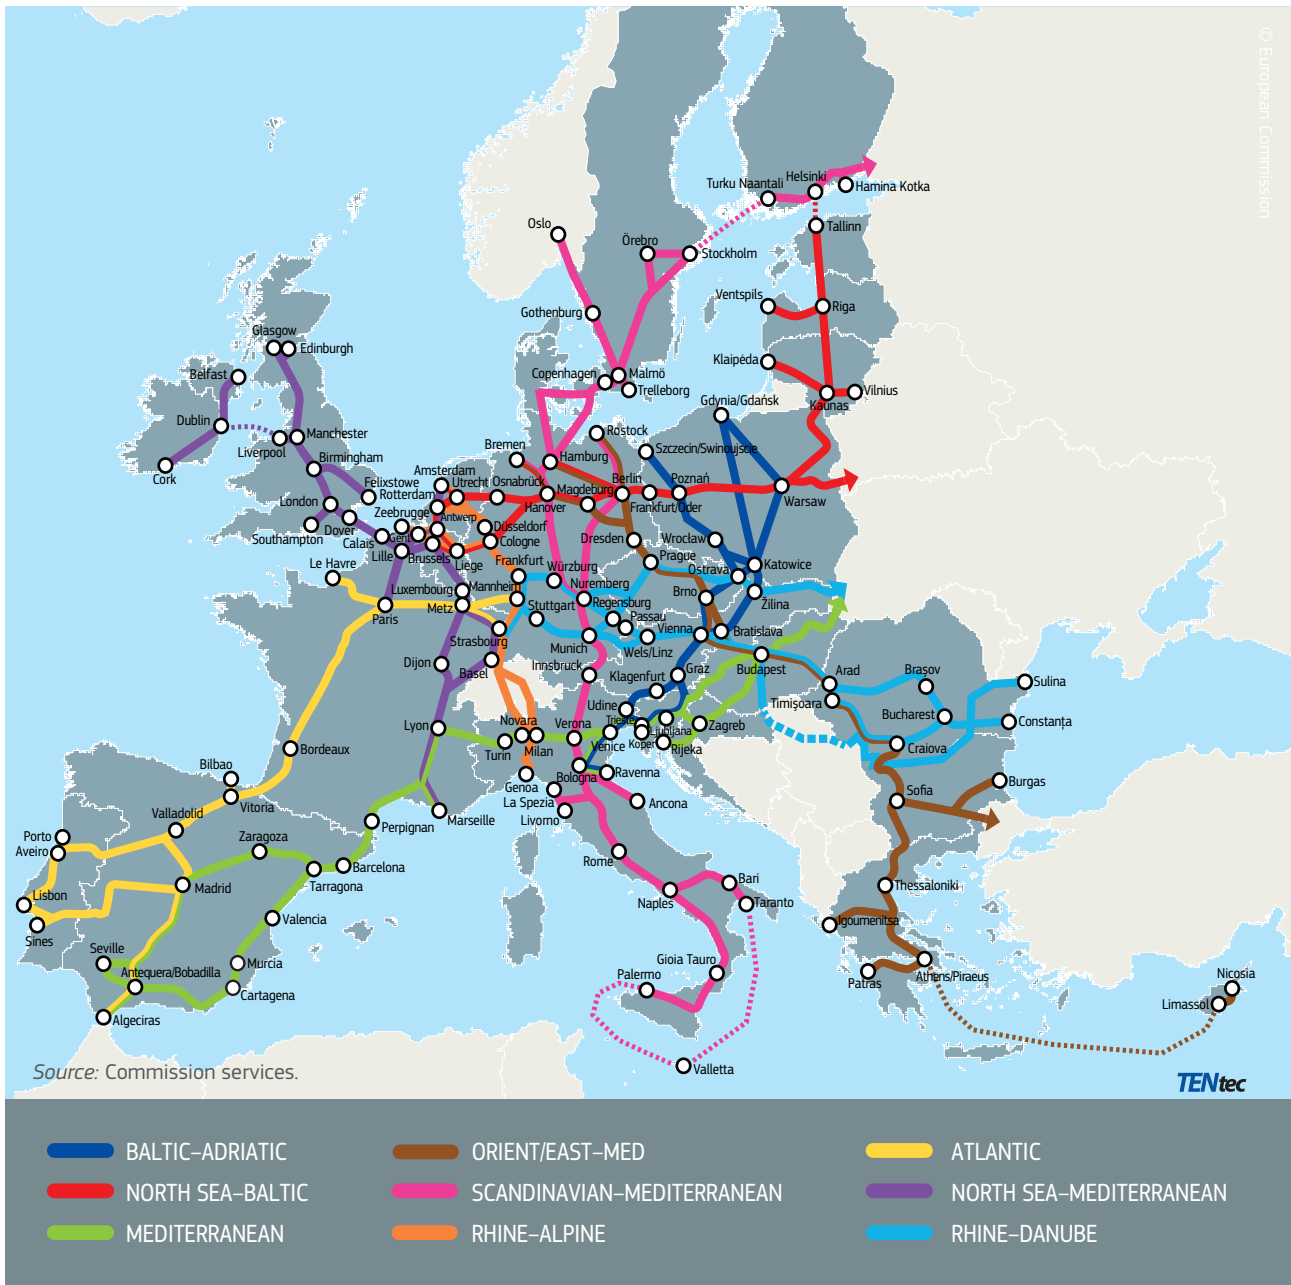 © European Commission
Helsinki
Turku Naantali
Hamina Kotka
Oslo
Tallinn
Örebro
Stockholm
Ventspils
Riga
Gothenburg
Glasgow
Edinburgh
Klaipėda
Belfast
Copenhagen
Malmö
Trelleborg
Vilnius
Kaunas
Gdynia/Gdańsk
Dublin
Manchester
Rostock
Liverpool
Bremen
Szczecin/Swinoujscie
Birmingham
Hamburg
Cork
Amsterdam
Felixstowe
Utrecht
Osnabrück
Berlin
Poznań
Rotterdam
Magdeburg
Warsaw
London
Hanover
Frankfurt/Oder
Zeebrugge
Antwerp
Dover
Düsseldorf
Southampton
Calais
Gent
Cologne
Dresden
Wrocław
Lille
Brussels
Prague
Le Havre
Liege
Frankfurt
Würzburg
Ostrava
Katowice
Luxembourg
Mannheim
Nuremberg
Brno
Metz
Stuttgart
Regensburg
Žilina
Paris
Passau
Strasbourg
Vienna
Bratislava
Munich
Wels/Linz
Dijon
Basel
Innsbruck
Klagenfurt
Graz
Budapest
Arad
Braşov
Sulina
Udine
Timişoara
Novara
Verona
Trieste
Ljubljana
Zagreb
Bucharest
Constanţa
Lyon
Turin
Milan
Venice
Koper
Rijeka
Craiova
Bordeaux
Bilbao
Genoa
Bologna
Ravenna
Burgas
Vitoria
La Spezia
Ancona
Sofia
Valladolid
Marseille
Livorno
Porto
Zaragoza
Perpignan
Aveiro
Rome
Barcelona
Madrid
Tarragona
Bari
Thessaloniki
Lisbon
Naples
Taranto
Valencia
Igoumenitsa
Sines
Seville
Murcia
Gioia Tauro
Antequera/Bobadilla
Palermo
Patras
Athens/Piraeus
Nicosia
Cartagena
Limassol
Algeciras
Valletta
Source: Commission services.
TENtec
BALTIC–ADRIATIC
ORIENT/EAST–MED
ATLANTIC
NORTH SEA–BALTIC
SCANDINAVIAN–MEDITERRANEAN
NORTH SEA–MEDITERRANEAN
MEDITERRANEAN
RHINE–ALPINE
RHINE–DANUBE